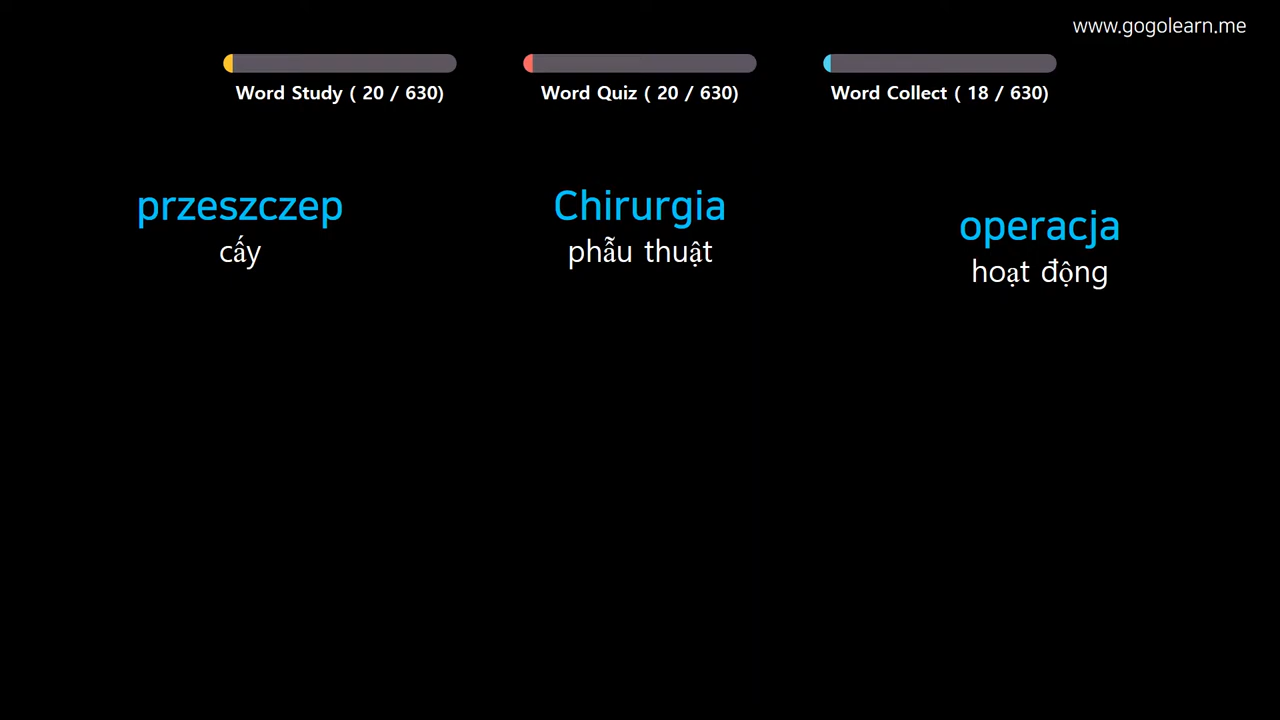 www.gogolearn.me
Word Study ( 20 / 630)
Word Quiz ( 20 / 630)
Word Collect ( 18 / 630)
przeszczep
cấy
Chirurgia
phẫu thuật
operacja
hoạt động